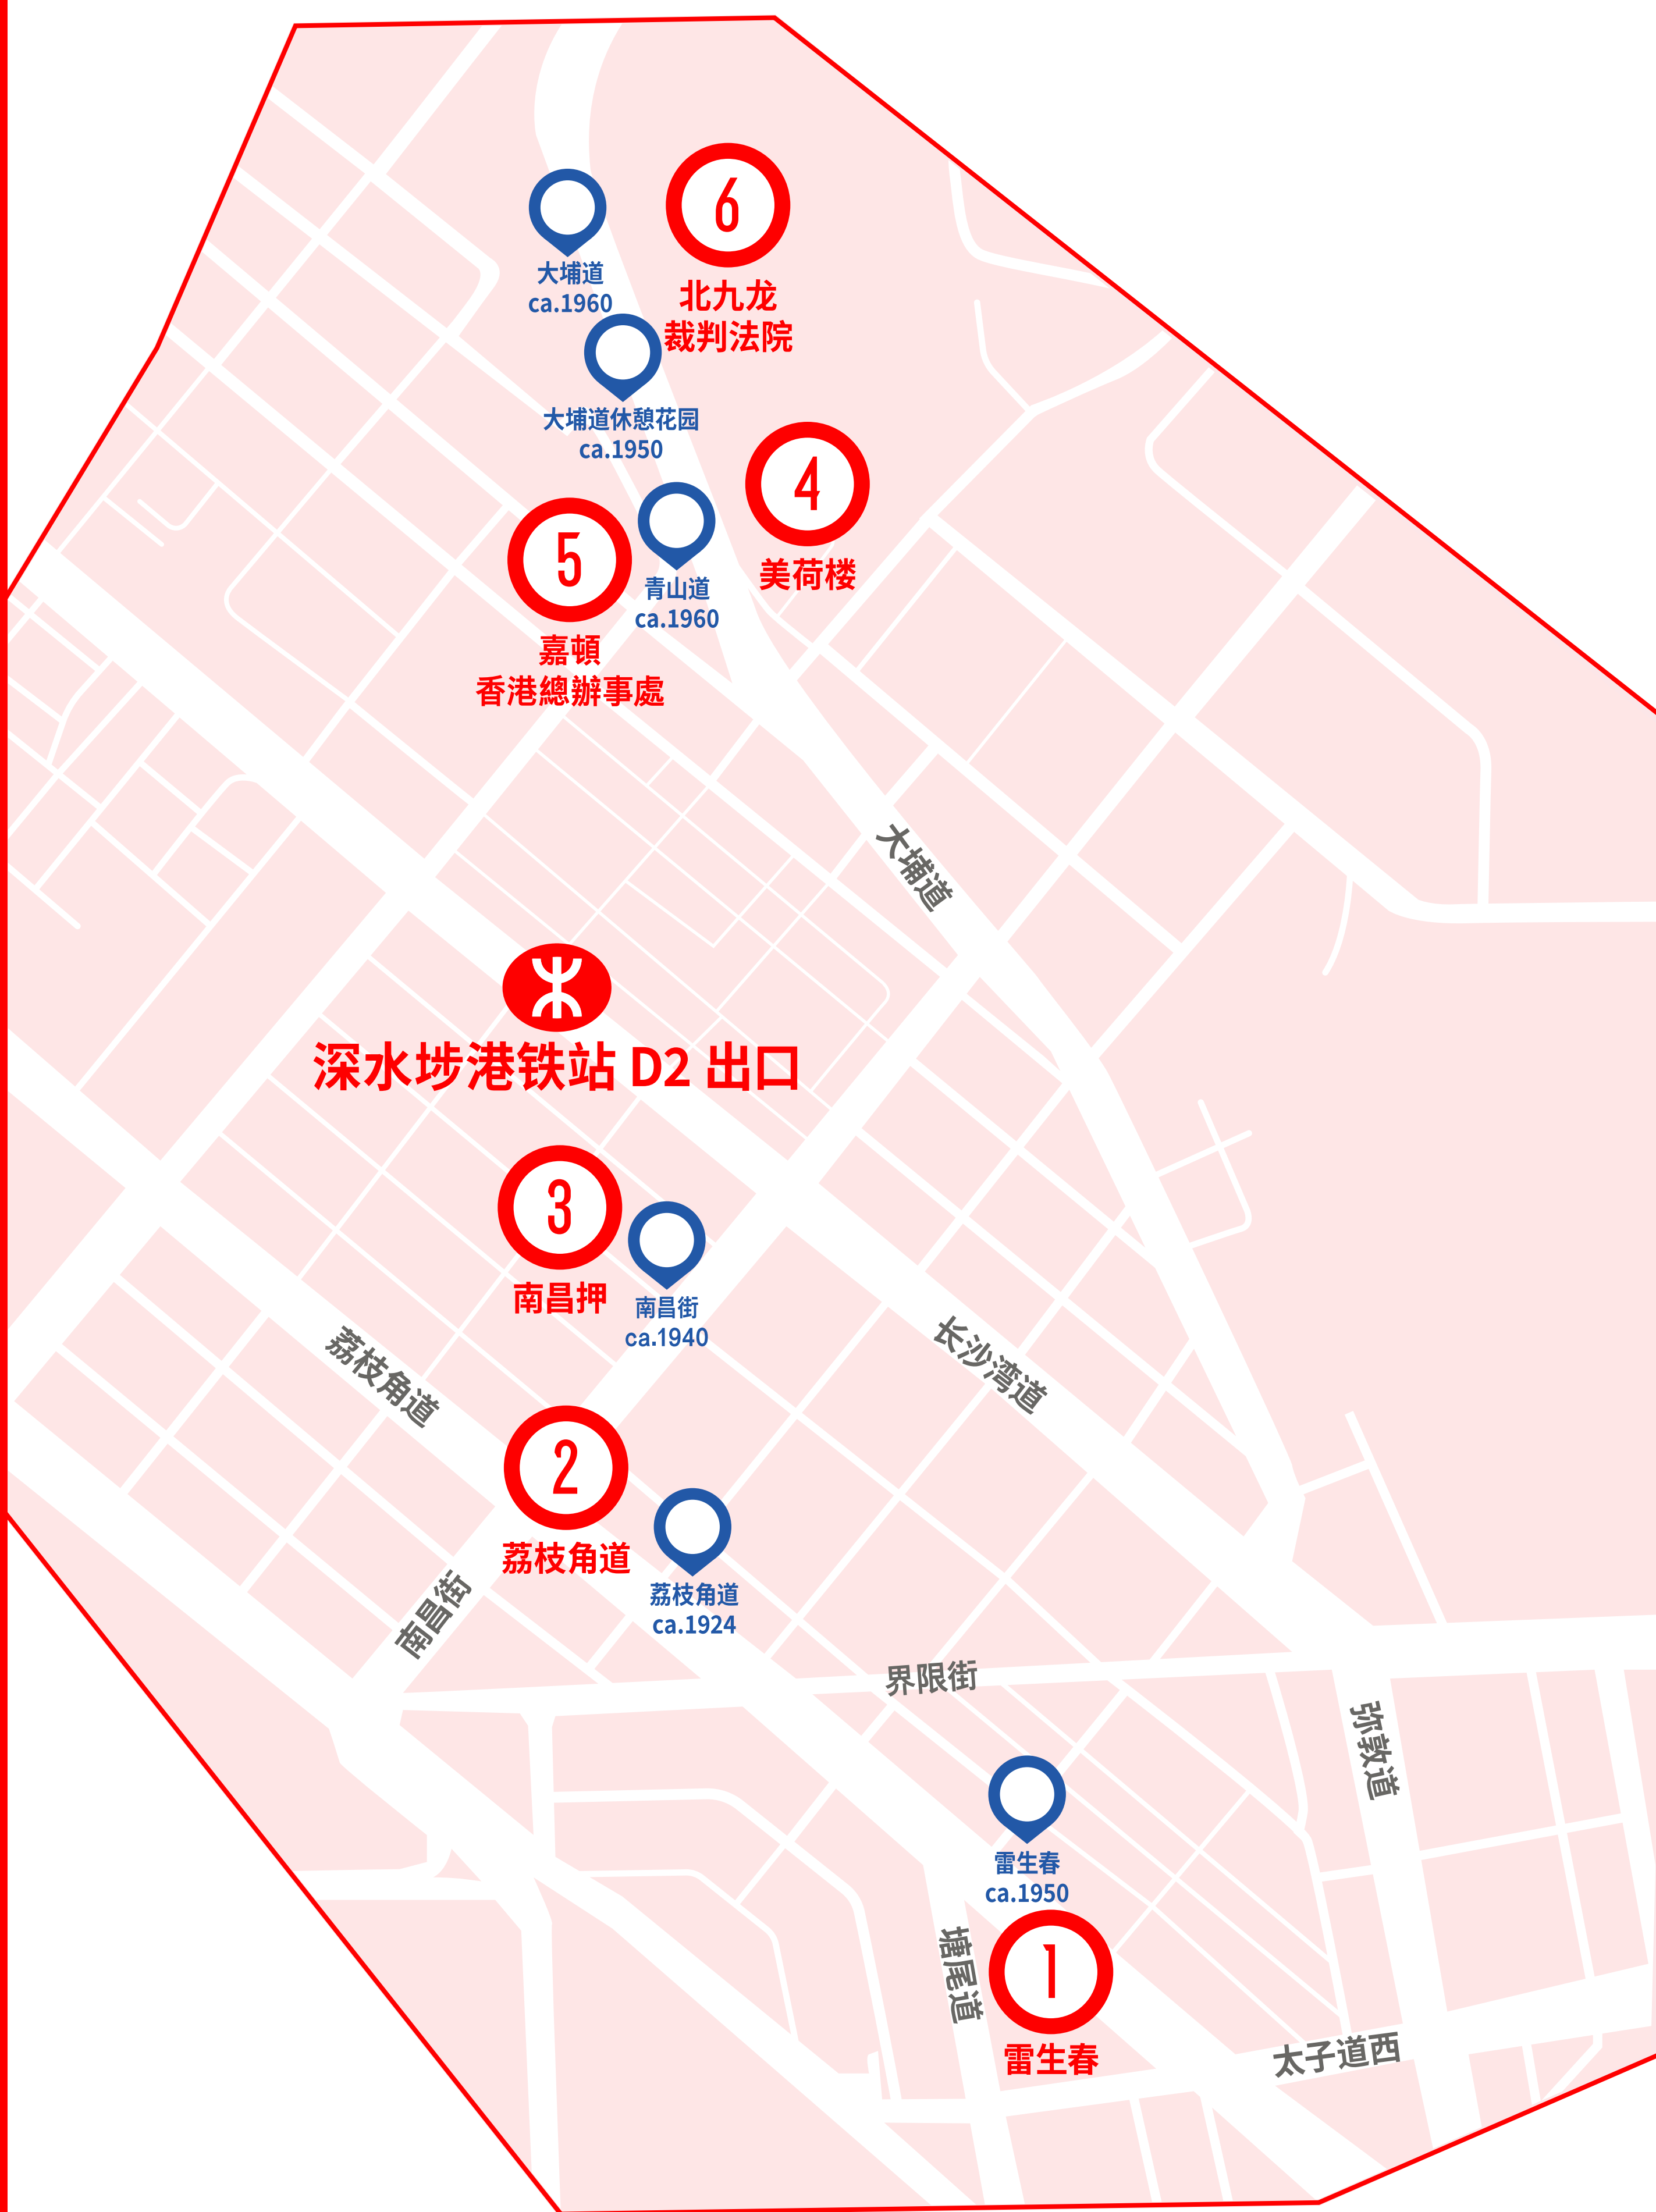 6
大埔道
ca.1960
北九龙
裁判法院
大埔道休憩花园
ca.1950
4
美荷楼
5
青山道
ca.1960
嘉頓
香港總辦事處
大埔道
深水埗港铁站 D2 出口
3
南昌押
南昌街
ca.1940
荔枝角道
长沙湾道
2
荔枝角道
荔枝角道
ca.1924
南昌街
界限街
弥敦道
雷生春
ca.1950
塘尾道
1
雷生春
太子道西